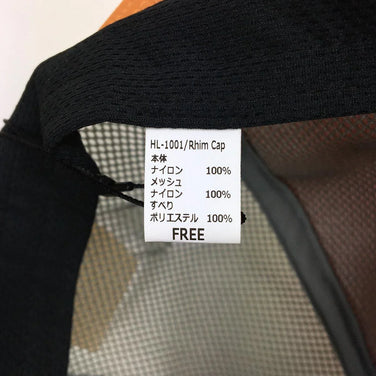 HL-1001/Rhim Cap
本体
ナイロン 100%
メッシュ
ナイロン 100%
すべり
ポリエステル 100%
FREE